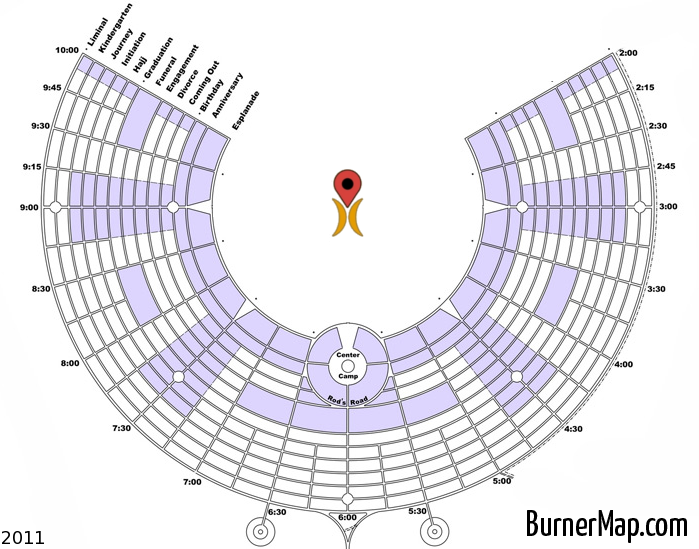 Liminal
Kindergarten
Journey
Initiation
Hajj
Graduation
Funeral
Engagement
Divorce
Coming Out
Birthday
Anniversary
Esplanade
10:00
9:45
9:30
9:15
9:00
8:30
8:00
7:30
7:00
6:30
6:00
5:30
5:00
4:30
4:00
3:30
3:00
2:45
2:30
2:15
2:00
Center
Camp
Rod's Road
2011
BurnerMap.com